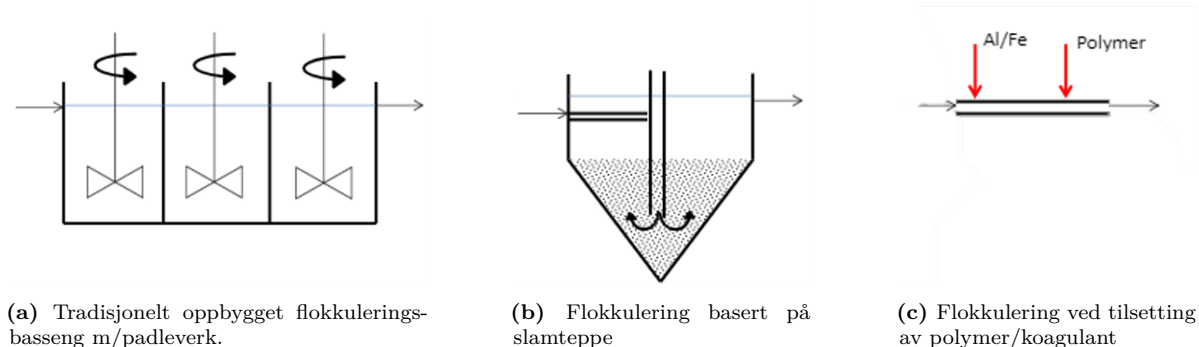 Al/Fe
Polymer
(a) Tradisjonelt oppbygget flokkulerings-
basseng m/padleverk.
(b) Flokkulering basert på
slamteppe
(c) Flokkulering ved tilsetting
av polymer/koagulant